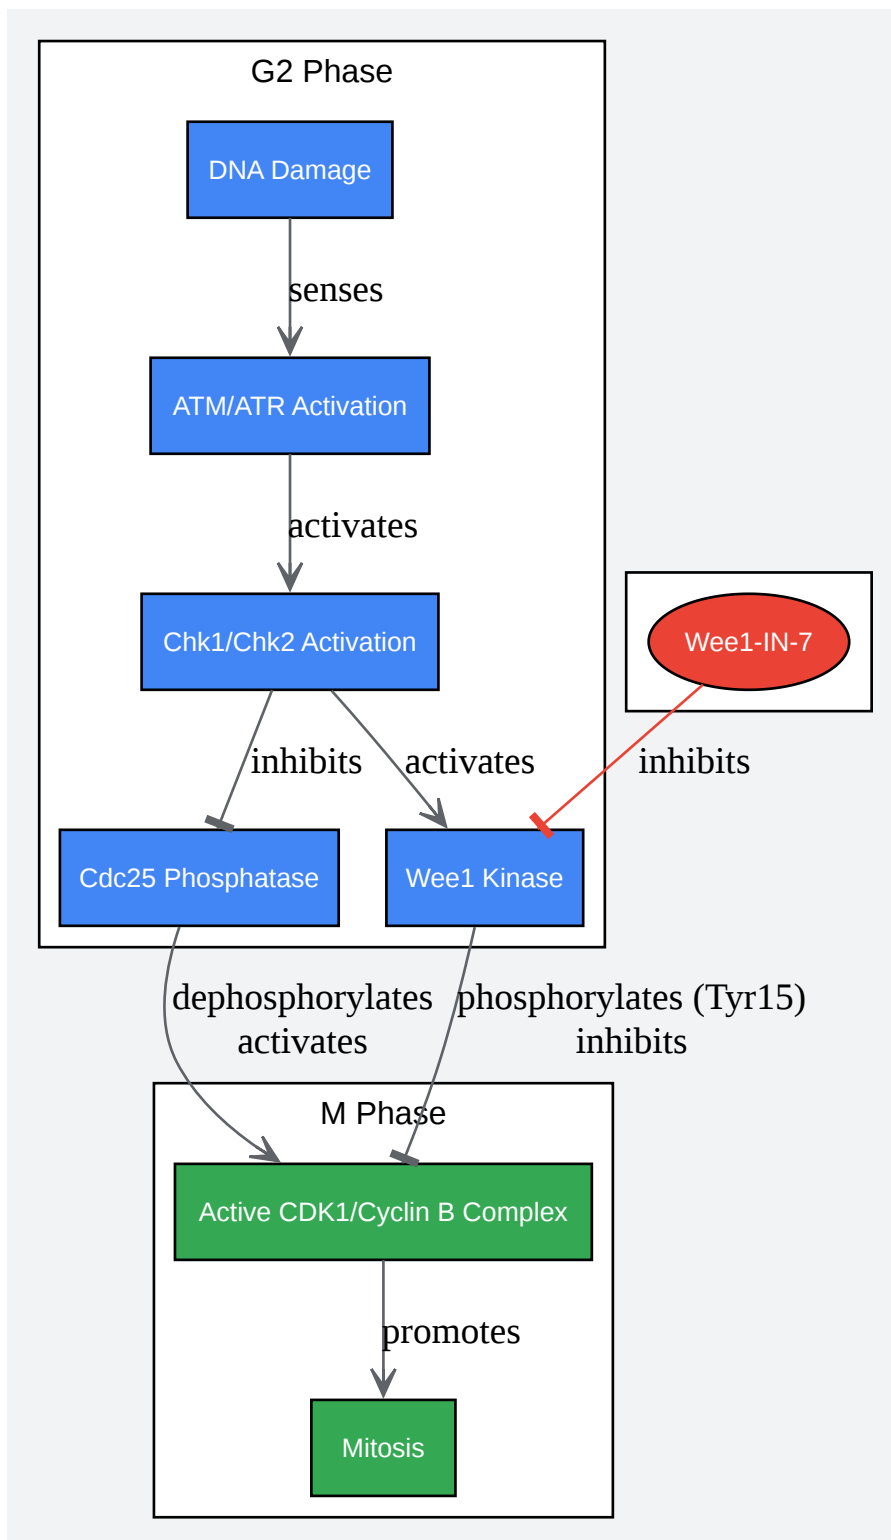 G2 Phase
DNA Damage
senses
ATM/ATR Activation
activates
Chk1/Chk2 Activation
Wee1-IN-7
inhibits
activates
inhibits
Cdc25 Phosphatase
Wee1 Kinase
dephosphorylates
activates
phosphorylates (Tyr15)
inhibits
M Phase
Active CDK1/Cyclin B Complex
promotes
Mitosis